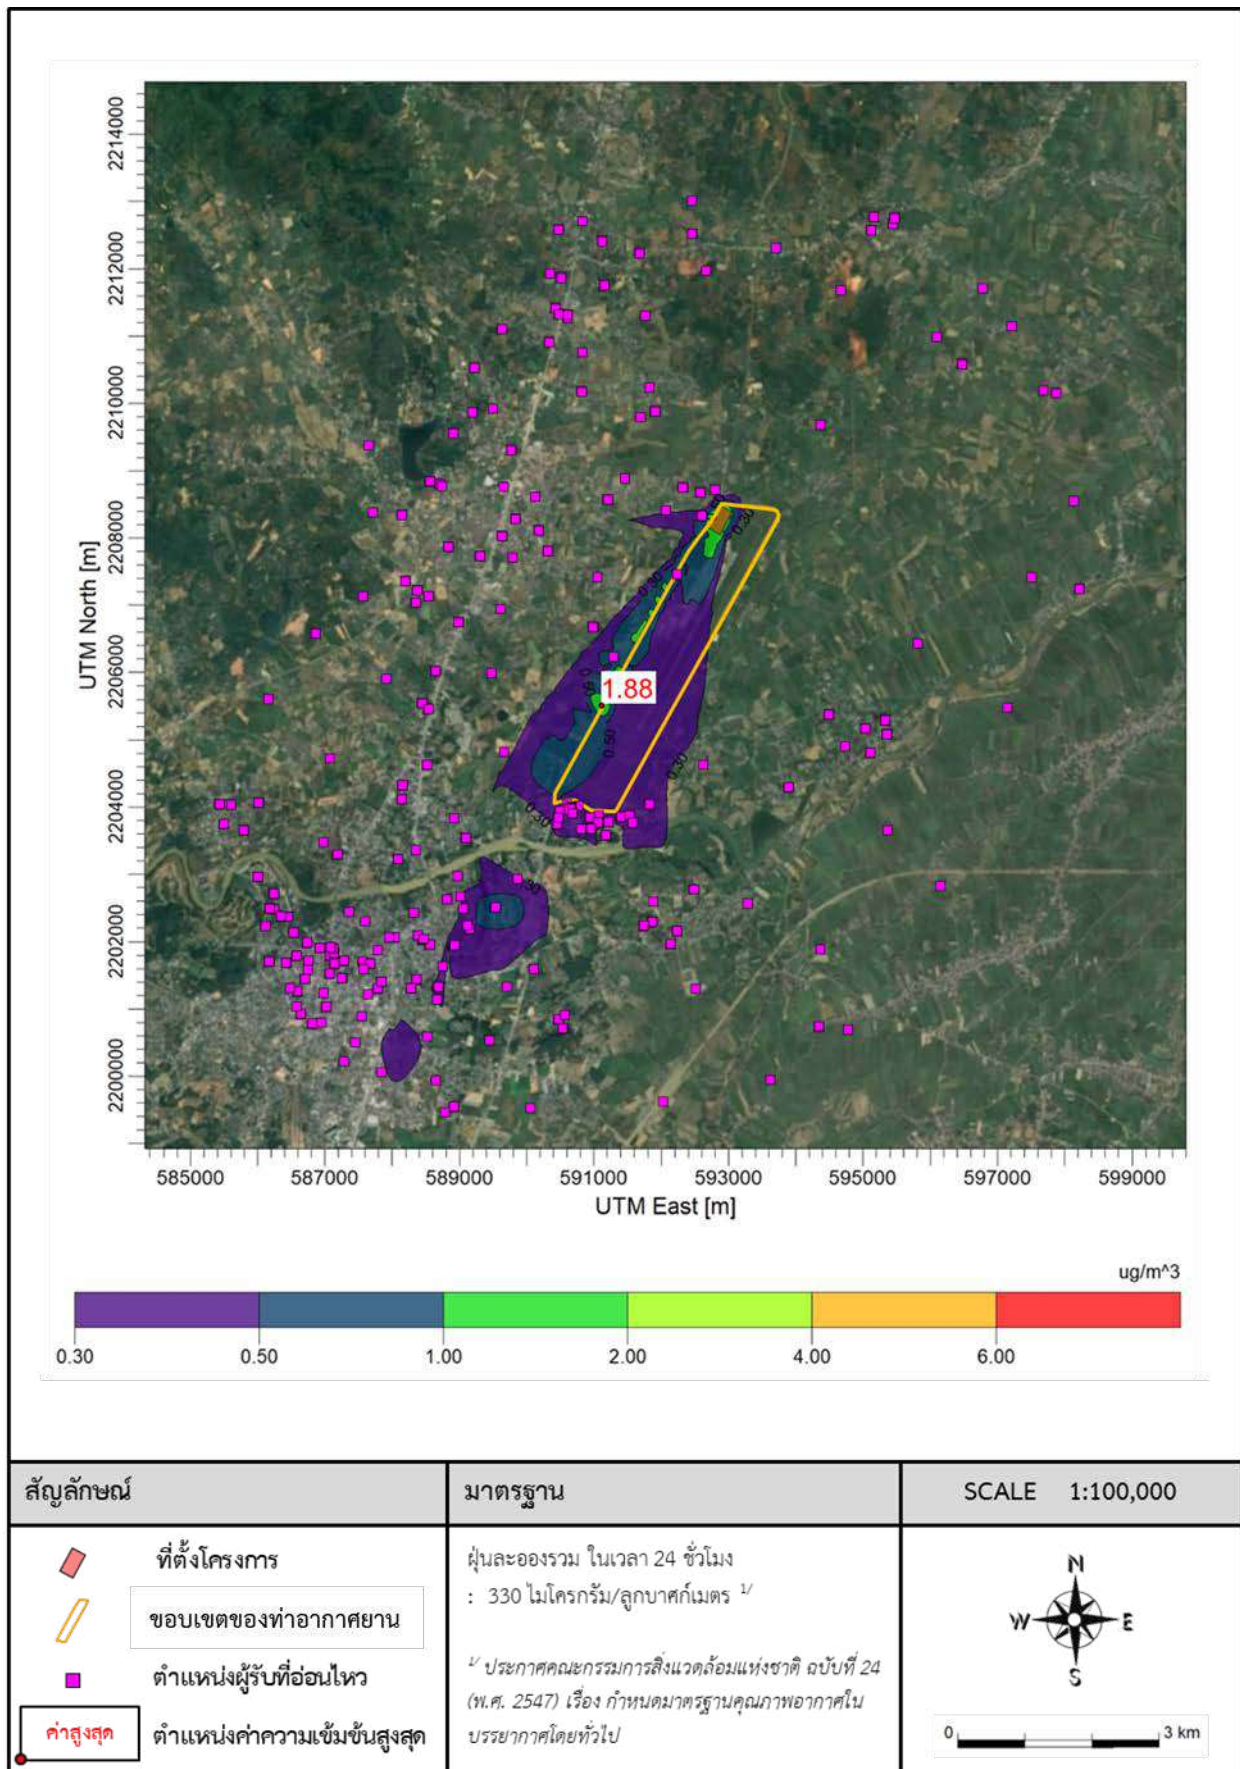 2214000
2212000
2210000
2208000
2206000
2204000
2202000
2200000
UTM North [m]
0.30
0.30
1.88
0.50
0.30
0.30
585000 587000 589000 591000 593000 595000 597000 599000
UTM East [m]
ug/m^3
0.30 0.50 1.00 2.00 4.00 6.00
สัญลักษณ์
ที่ตั้งโครงการ
ขอบเขตของท่าอากาศยาน
ตำแหน่งผู้รับที่อ่อนไหว
ค่าสูงสุด ตำแหน่งค่าความเข้มข้นสูงสุด
มาตรฐาน
ฝุ่นละอองรวม ในเวลา 24 ชั่วโมง
: 330 ไมโครกรัม/ลูกบาศก์เมตร 1/
1/ ประกาศคณะกรรมการสิ่งแวดล้อมแห่งชาติ ฉบับที่ 24
(พ.ศ. 2547) เรื่อง กำหนดมาตรฐานคุณภาพอากาศใน
บรรยากาศโดยทั่วไป
SCALE 1:100,000
N
W E
S
0 3 km